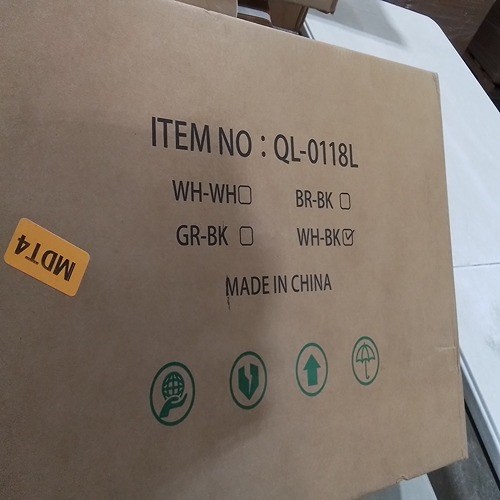 ITEM NO : QL-0118L
WH-WH☐ BR-BK ☐
GR-BK ☐ WH-BK☑
MDT4
MADE IN CHINA